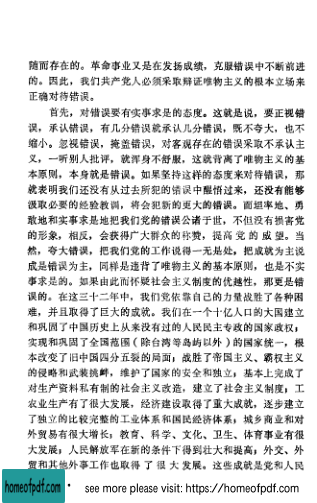 随而存在的。革命事业又是在发扬成绩，克服错误中不断前进
的。因此，我们共产党人必须采取辩证唯物主义的根本立场来
正确对待错误。
首先，对错误要有实事求是的态度。这就是说，要正视错
误，承认错误，有几分错误就承认几分错误，既不夸大，也不
缩小。忽视错误，掩盖错误，对客观存在的错误采取不承认主
义，一听别人批评，就浑身不舒服，这就背离了唯物主义的基
本原则，本身就是错误。如果坚持这样的态度来对待错误，那
就表明我们还没有从过去所犯的错误中醒悟过来，还没有能够
汲取必要的经验教训，将会犯新的更大的错误。而坦率地、勇
敢地和实事求是地把我们党的错误公诸于世，不但没有损害党
的形象，相反，会获得广大群众的称赞，提高党的威望。当
然，夸大错误，把我们党的工作说得一无是处，把成就为主说
成是错误为主，同样是违背了唯物主义的基本原则，也是不实
事求是的。如果由此而怀疑社会主义制度的优越性，那更是错
误的。在这三十二年中，我们党依靠自己的力量战胜了各种困
难，并且取得了巨大的成就。我们在一个十亿人口的大国建立
和巩固了中国历史上从来没有过的人民民主专政的国家政权；
实现和巩固了全国范围（除台湾等岛屿以外）的国家统一，根
本改变了旧中国四分五裂的局面；战胜了帝国主义、霸权主义
的侵略和武装挑衅，维护了国家的安全和独立；基本上完成了
对生产资料私有制的社会主义改造，建立了社会主义制度；工
农业生产有了很大发展，经济建设取得了重大成就，逐步建立
了独立的比较完整的工业体系和国民经济体系；城乡商业和对
外贸易有很大增长；教育、科学、文化、卫生、体育事业有很
大发展；人民解放军在新的条件下得到壮大和提高；外交、外
贸和其他外事工作也取得了很大发展。这些成就是党和人民
homeofpdf.com • see more please visit: https://homeofpdf.com